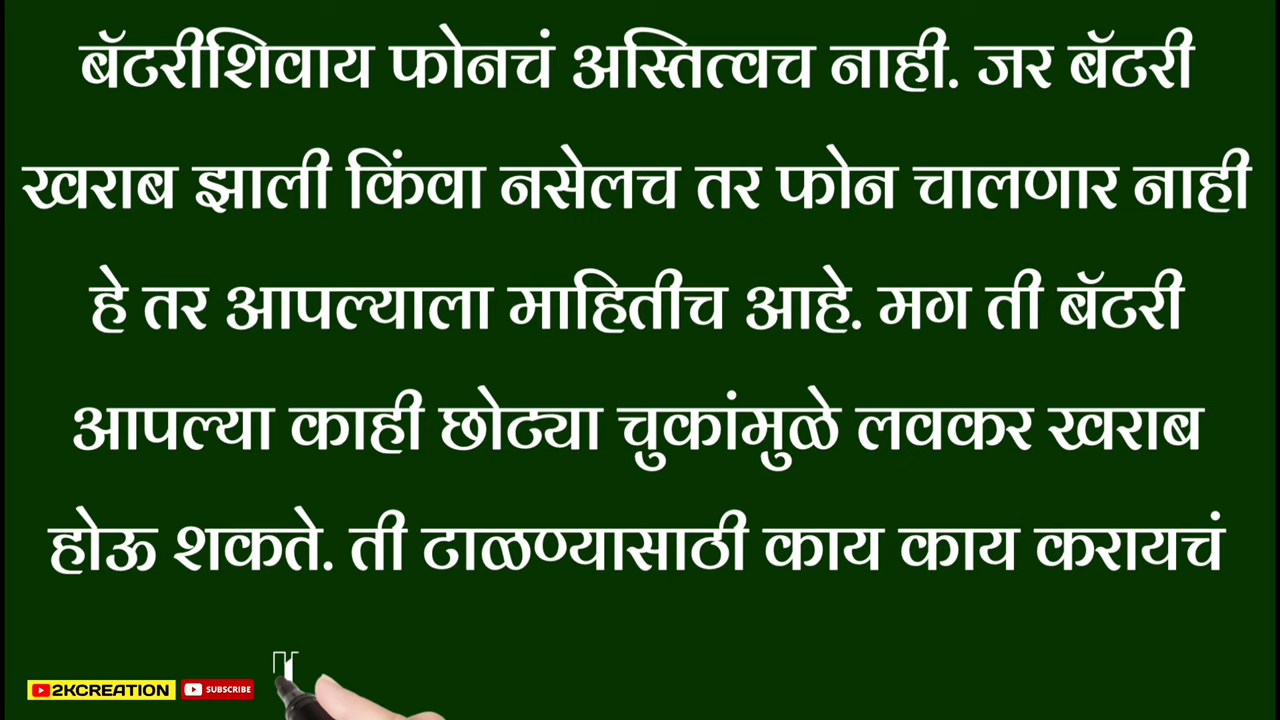 बॅटरीशिवाय फोनचं अस्तित्वच नाही. जर बॅटरी
खराब झाली किंवा नसेलच तर फोन चालणार नाही
हे तर आपल्याला माहितीच आहे. मग ती बॅटरी
आपल्या काही छोट्या चुकांमुळे लवकर खराब
होऊ शकते. ती टाळण्यासाठी काय काय करायचं
2KCREATION SUBSCRIBE